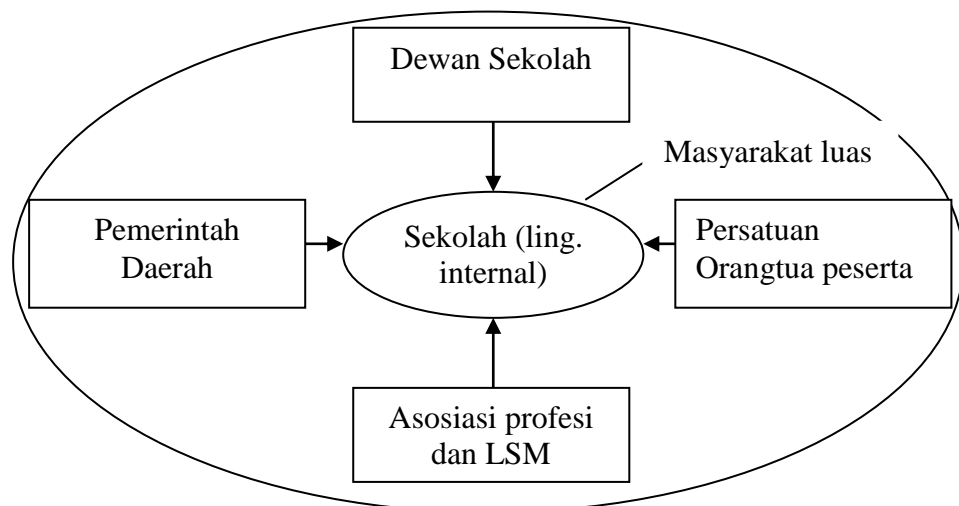 Dewan Sekolah
Masyarakat luas
Pemerintah
Daerah
Sekolah (ling.
internal)
Persatuan
Orangtua peserta
Asosiasi profesi
dan LSM